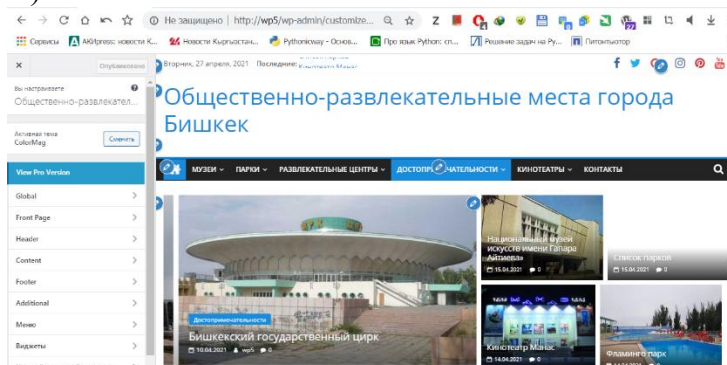 Не защищено | http://wp5/wp-admin/customize...
Сервисы АКИpress: новости К... Новости Кыргызстан... Pythonicway - Основ... Про язык Python: сп... Решение задач на Py... Питонтьютор
Опубликовано
Вторник, 27 апреля, 2021 Последние:
Вы настраиваете
Общественно-развлекател...
Общественно-развлекательные места города
Бишкек
Активная тема
ColorMag
Сменить
МУЗЕИ ПАРКИ РАЗВЛЕКАТЕЛЬНЫЕ ЦЕНТРЫ КИНОТЕАТРЫ КОНТАКТЫ
View Pro Version
Global
Front Page
Header
Content
Footer
Additional
Меню
Виджеты
Достопримечательности
Бишкекский государственный цирк
10.04.2021 wp5 0
Национальный музей
искусств имени Гапара
Айтиева»
15.04.2021 0
Список парков
15.04.2021 0
Кинотеатр Манас
14.04.2021 0
Фламинго парк